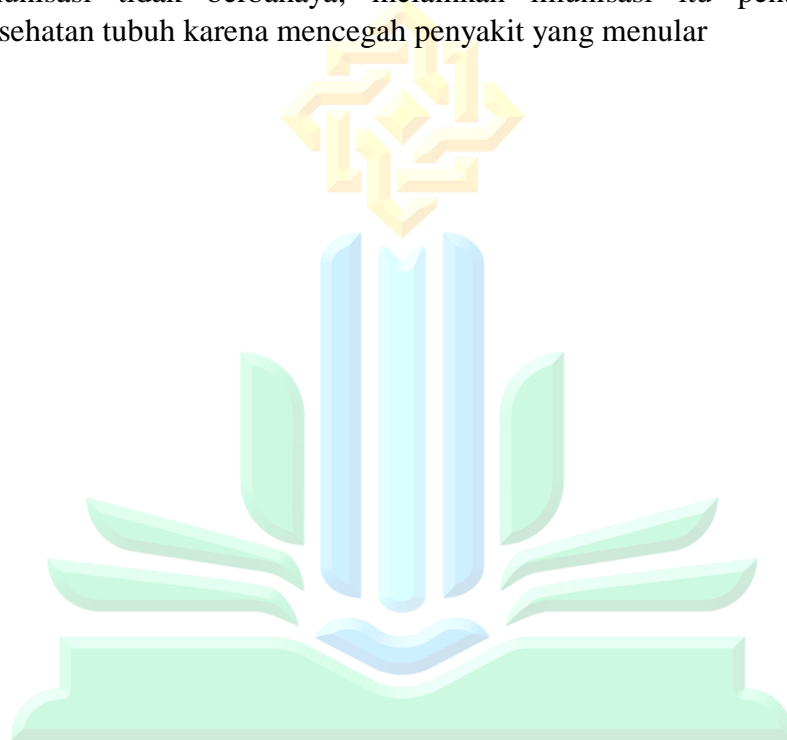 tidak berbahaya, melainkan imunisasi itu
sehatan tubuh karena mencegah penyakit yang menular